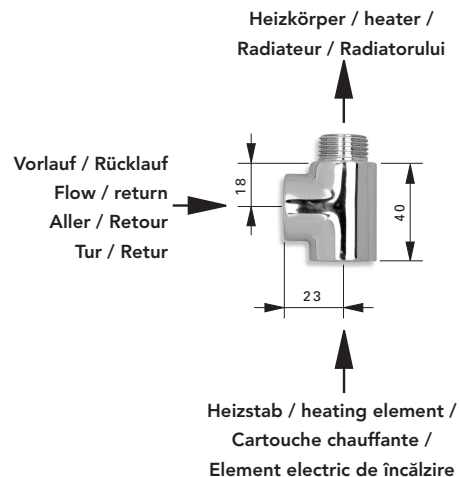 Heizkörper / heater /
Radiateur / Radiatorului
Vorlauf / Rücklauf
Flow / return
Aller / Retour
Tur / Retur
18
40
23
Heizstab / heating element /
Cartouche chauffante /
Element electric de încălzire